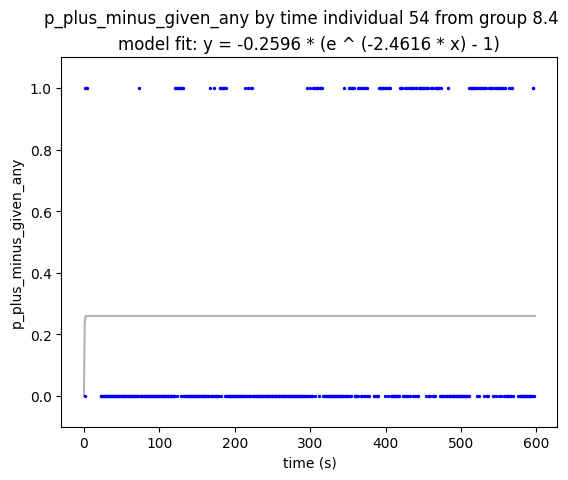 p_plus_minus_given_any by time individual 54 from group 8.4
model fit: y = -0.2596 * (e ^ (-2.4616 * x) - 1)
1.0
0.8
0.6
0.4
0.2
0.0
p_plus_minus_given_any
0 100 200 300 400 500 600
time (s)